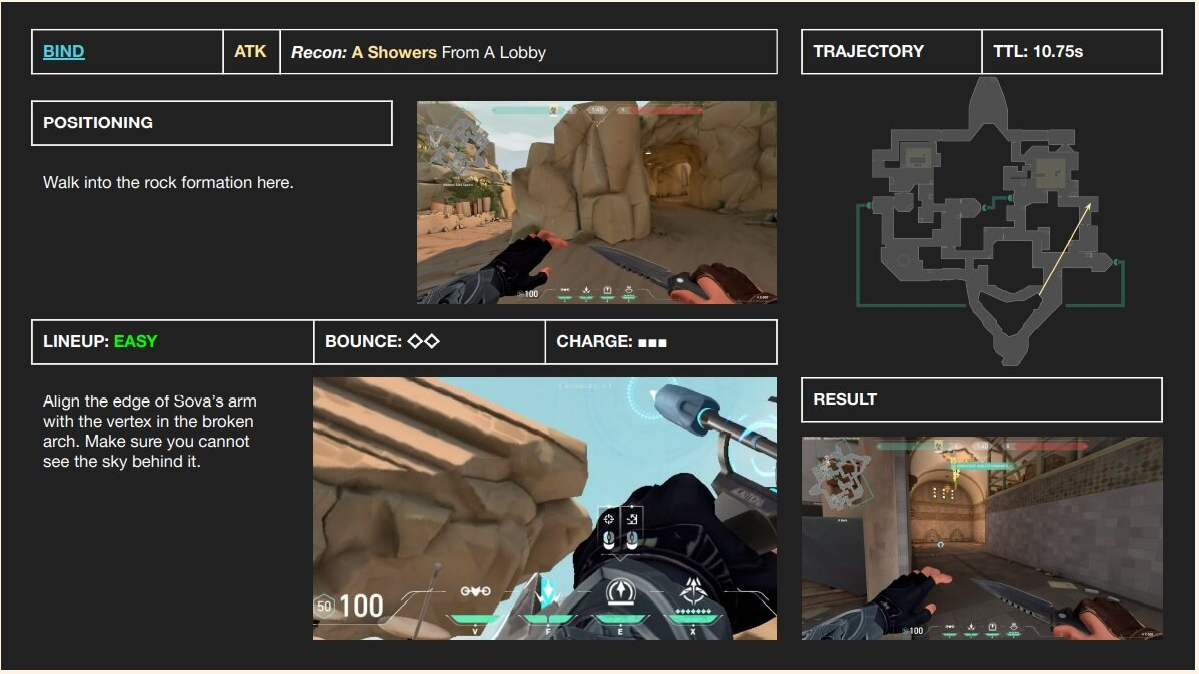 BIND
ATK
Recon: A Showers From A Lobby
TRAJECTORY
TTL: 10.75s
POSITIONING
Walk into the rock formation here.
100
LINEUP: EASY
BOUNCE: ◇◇
CHARGE: ■■■
Align the edge of Sova's arm
with the vertex in the broken
arch. Make sure you cannot
see the sky behind it.
50 100
V F E X
RESULT
100